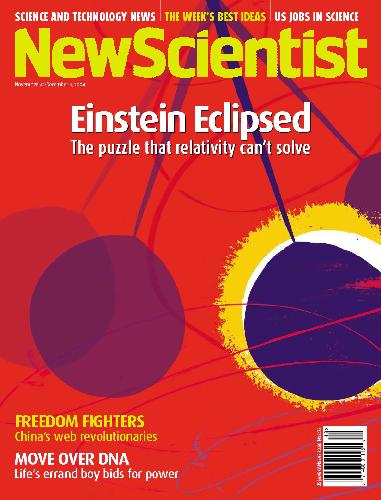 SCIENCE AND TECHNOLOGY NEWS | THE WEEK'S BEST IDEAS | US JOBS IN SCIENCE
NewScientist
Einstein Eclipsed
The puzzle that relativity can't solve
FREEDOM FIGHTERS
China's web revolutionaries
MOVE OVER DNA
Life's errand boy bids for power